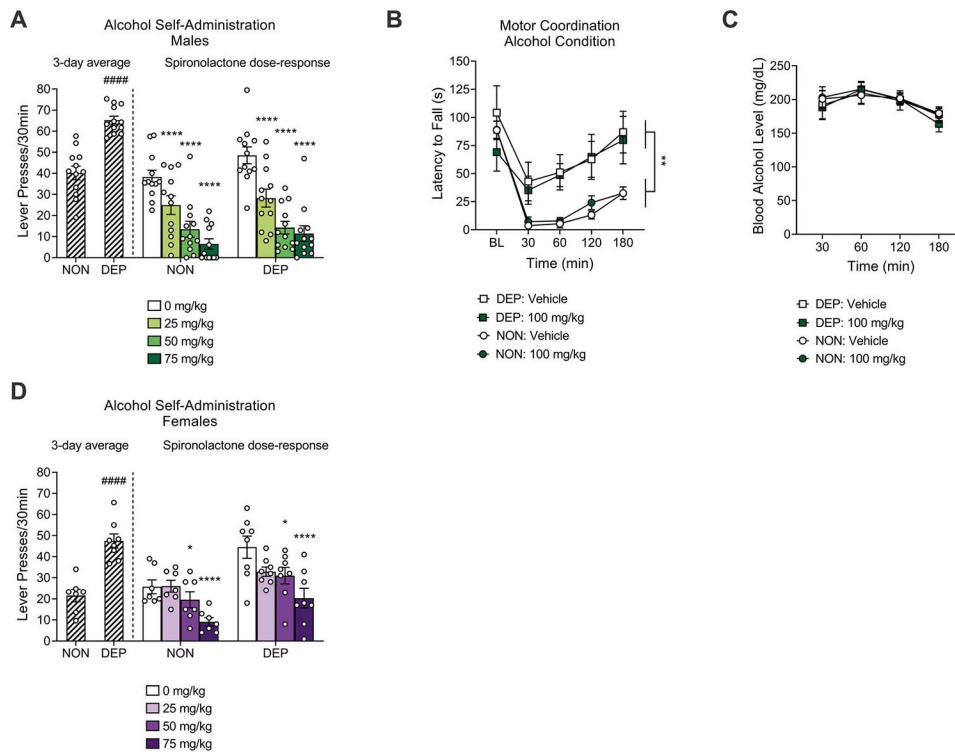 A
Alcohol Self-Administration
Males
3-day average
Spironolactone dose-response
####
****
****
****
****
****
****
Lever Presses/30min
80
70
60
50
40
30
20
10
0
NON
DEP
NON
DEP
0 mg/kg
25 mg/kg
50 mg/kg
75 mg/kg
B
Motor Coordination
Alcohol Condition
Latency to Fall (s)
125
100
75
50
25
0
**
BL
30
60
120
180
Time (min)
DEP: Vehicle
DEP: 100 mg/kg
NON: Vehicle
NON: 100 mg/kg
C
Blood Alcohol Level (mg/dL)
250
200
150
100
50
0
30
60
120
180
Time (min)
DEP: Vehicle
DEP: 100 mg/kg
NON: Vehicle
NON: 100 mg/kg
D
Alcohol Self-Administration
Females
3-day average
Spironolactone dose-response
####
*
****
*
****
Lever Presses/30min
80
70
60
50
40
30
20
10
0
NON
DEP
NON
DEP
0 mg/kg
25 mg/kg
50 mg/kg
75 mg/kg